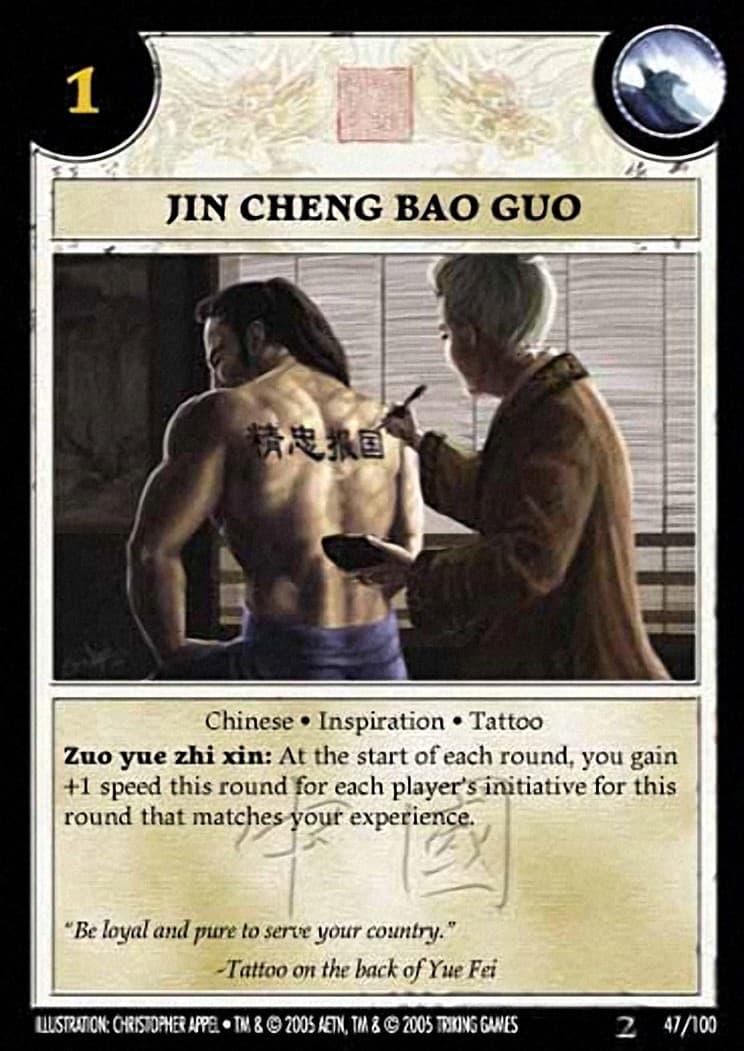 1
JIN CHENG BAO GUO
精忠报国
Chinese • Inspiration • Tattoo
Zuo yue zhi xin: At the start of each round, you gain
+1 speed this round for each player's initiative for this
round that matches your experience.
中國
"Be loyal and pure to serve your country."
-Tattoo on the back of Yue Fei
ILLUSTRATION: CHRISTOPHER APPEL • TM & © 2005 AETN, TM & © 2005 TRIKING GAMES
2
47/100